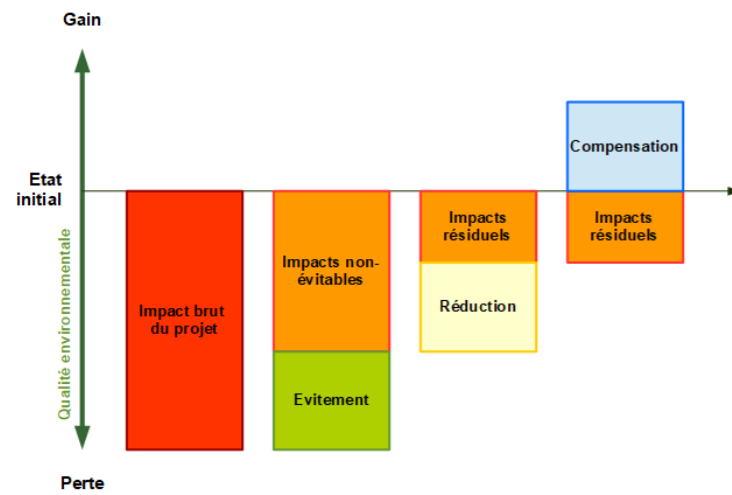 Gain
Compensation
Etat
initial
Impacts
résiduels
Impacts
résiduels
Impacts non-
évitables
Impact brut
du projet
Réduction
Evitement
Qualité environnementale
Perte